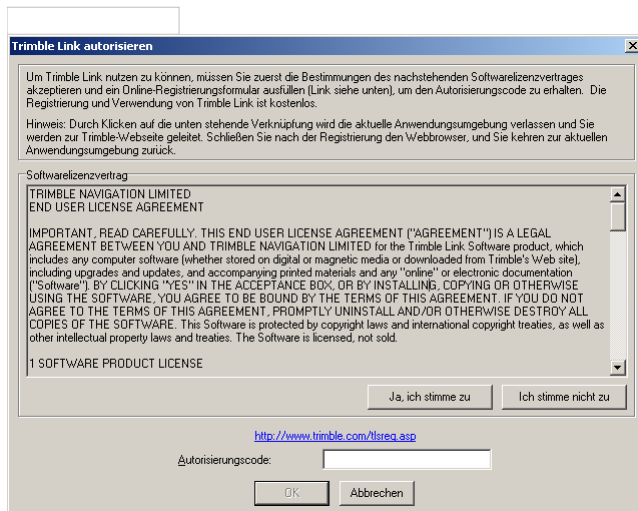 Trimble Link autorisieren
Um Trimble Link nutzen zu können, müssen Sie zuerst die Bestimmungen des nachstehenden Softwarelizenzvertrages
akzeptieren und ein Online-Registrierungsformular ausfüllen (Link siehe unten), um den Autorisierungscode zu erhalten. Die
Registrierung und Verwendung von Trimble Link ist kostenlos.
Hinweis: Durch Klicken auf die unten stehende Verknüpfung wird die aktuelle Anwendungsumgebung verlassen und Sie
werden zur Trimble-Webseite geleitet. Schließen Sie nach der Registrierung den Webbrowser, und Sie kehren zur aktuellen
Anwendungsumgebung zurück.
Softwarelizenzvertrag
TRIMBLE NAVIGATION LIMITED
END USER LICENSE AGREEMENT
IMPORTANT, READ CAREFULLY. THIS END USER LICENSE AGREEMENT ("AGREEMENT") IS A LEGAL
AGREEMENT BETWEEN YOU AND TRIMBLE NAVIGATION LIMITED for the Trimble Link Software product, which
includes any computer software (whether stored on digital or magnetic media or downloaded from Trimble's Web site),
including upgrades and updates, and accompanying printed materials and any "online" or electronic documentation
("Software"). BY CLICKING "YES" IN THE ACCEPTANCE BOX, OR BY INSTALLING, COPYING OR OTHERWISE
USING THE SOFTWARE, YOU AGREE TO BE BOUND BY THE TERMS OF THIS AGREEMENT. IF YOU DO NOT
AGREE TO THE TERMS OF THIS AGREEMENT, PROMPTLY UNINSTALL AND/OR OTHERWISE DESTROY ALL
COPIES OF THE SOFTWARE. This Software is protected by copyright laws and international copyright treaties, as well as
other intellectual property laws and treaties. The Software is licensed, not sold.
1 SOFTWARE PRODUCT LICENSE
Ja, ich stimme zu Ich stimme nicht zu
http://www.trimble.com/tlsreq.asp
Autorisierungscode:
OK Abbrechen